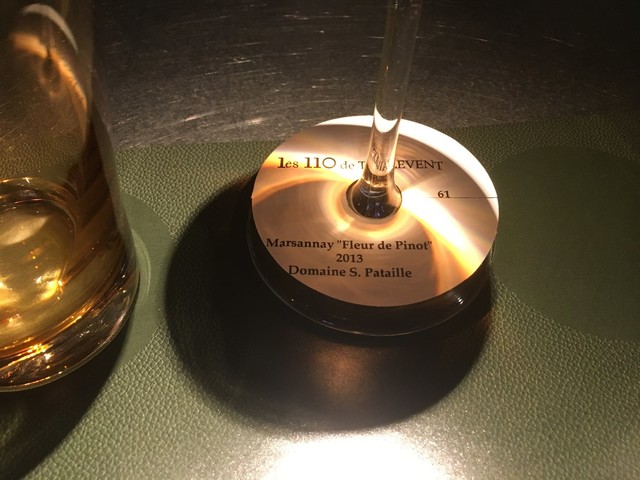 les 110 de
61
Marsannay "Fleur de Pinot"
2013
Domaine S. Pataille